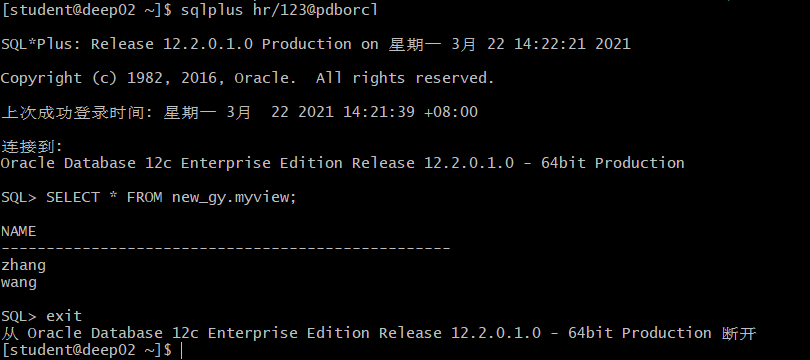 [student@deep02 ~]$ sqlplus hr/123@pdborcl
SQL*Plus: Release 12.2.0.1.0 Production on 星期一 3月 22 14:22:21 2021
Copyright (c) 1982, 2016, Oracle.  All rights reserved.
上次成功登录时间: 星期一 3月  22 2021 14:21:39 +08:00
连接到:
Oracle Database 12c Enterprise Edition Release 12.2.0.1.0 - 64bit Production
SQL> SELECT * FROM new_gy.myview;
NAME
--------------------------------------------------
zhang
wang
SQL> exit
从 Oracle Database 12c Enterprise Edition Release 12.2.0.1.0 - 64bit Production 断开
[student@deep02 ~]$